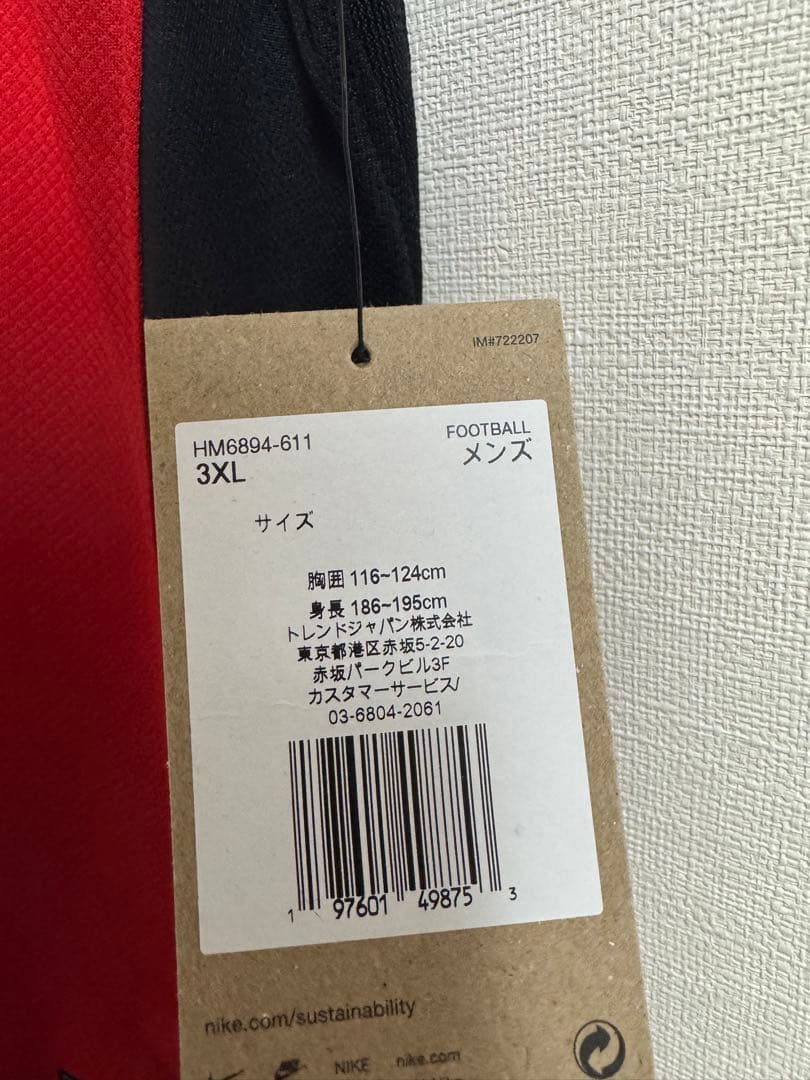 IM#722207
HM6894-611
FOOTBALL
3XL
メンズ
サイズ
胸囲 116~124cm
身長 186~195cm
トレンドジャパン株式会社
東京都港区赤坂5-2-20
赤坂パークビル3F
カスタマーサービス/
03-6804-2061
1 97601 49875 3
nike.com/sustainability
NIKE nike.com